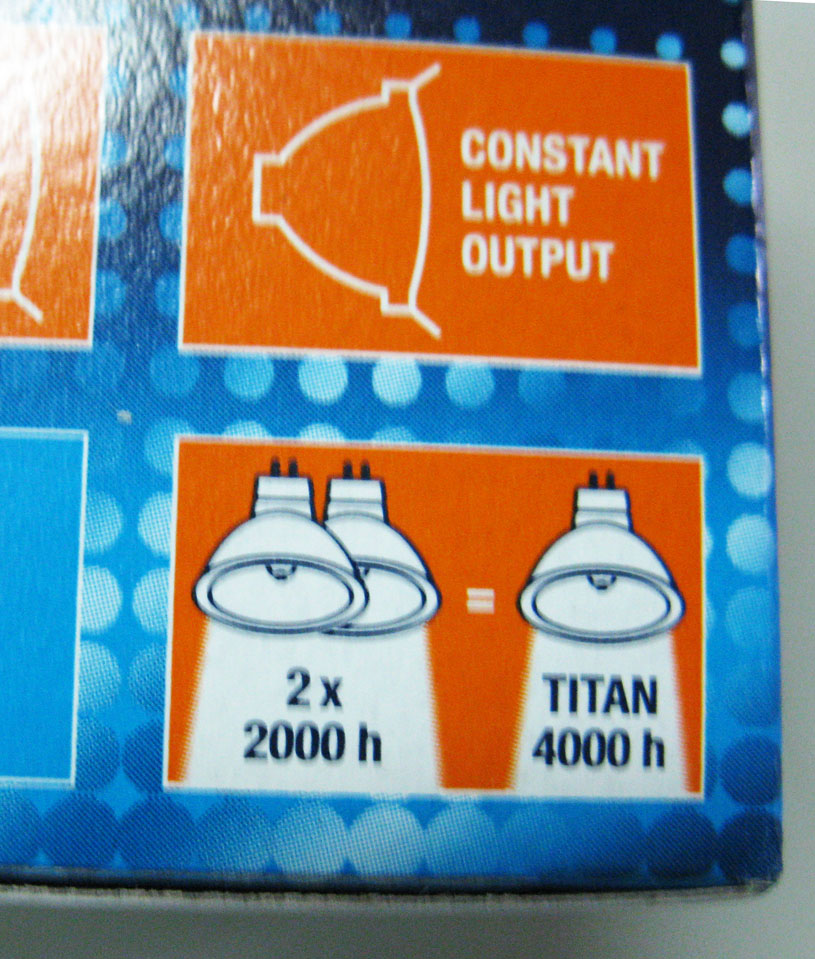 CONSTANT
LIGHT
OUTPUT
=
2 x
2000 h
TITAN
4000 h